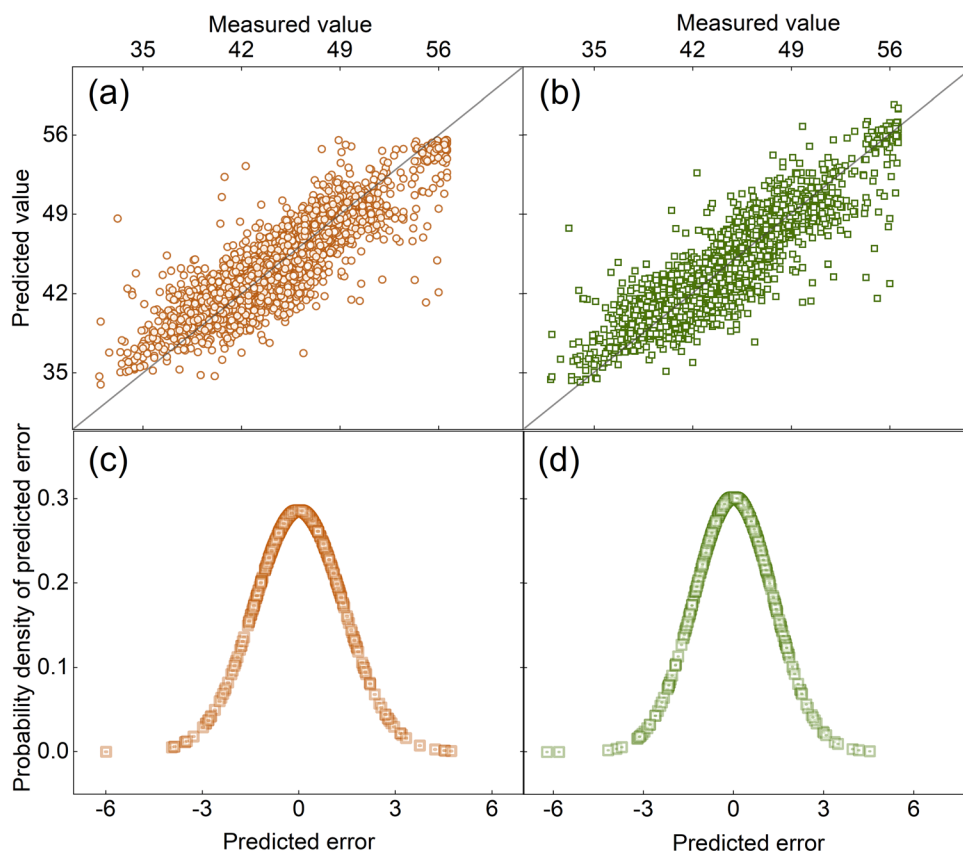 Measured value
Measured value
35 42 49 56
35 42 49 56
(a)
(b)
56
49
42
35
Predicted value
(c)
(d)
0.3
0.2
0.1
0.0
Probability density of predicted error
-6 -3 0 3 6
-6 -3 0 3 6
Predicted error
Predicted error